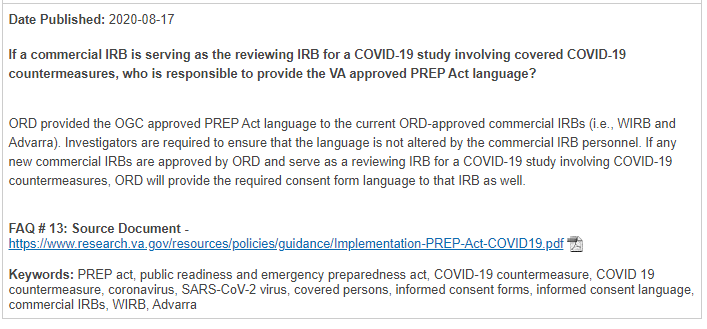 Date Published: 2020-08-17
If a commercial IRB is serving as the reviewing IRB for a COVID-19 study involving covered COVID-19
countermeasures, who is responsible to provide the VA approved PREP Act language?
ORD provided the OGC approved PREP Act language to the current ORD-approved commercial IRBs (i.e., WIRB and
Advarra). Investigators are required to ensure that the language is not altered by the commercial IRB personnel. If any
new commercial IRBs are approved by ORD and serve as a reviewing IRB for a COVID-19 study involving COVID-19
countermeasures, ORD will provide the required consent form language to that IRB as well.
FAQ # 13: Source Document -
https://www.research.va.gov/resources/policies/guidance/Implementation-PREP-Act-COVID19.pdf
Keywords: PREP act, public readiness and emergency preparedness act, COVID-19 countermeasure, COVID 19
countermeasure, coronavirus, SARS-CoV-2 virus, covered persons, informed consent forms, informed consent language,
commercial IRBs, WIRB, Advarra